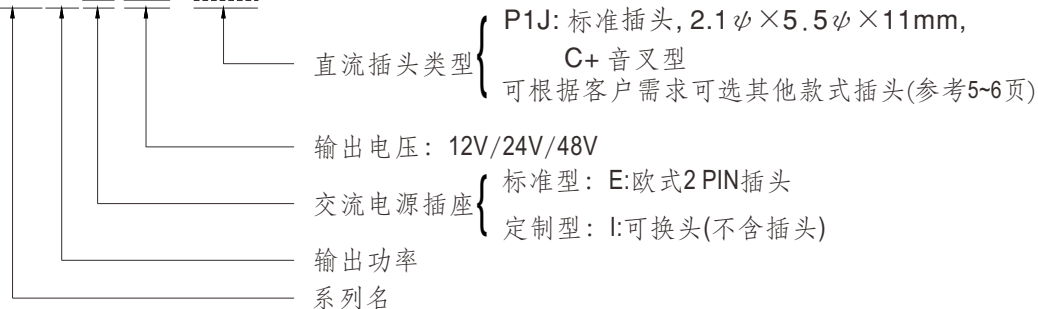 P1J: 标准插头, 2.1ψ×5.5ψ×11mm,
直流插头类型
C+ 音叉型
可根据客户需求可选其他款式插头(参考5~6页)
输出电压: 12V/24V/48V
交流电源插座
标准型: E:欧式2 PIN插头
定制型: I:可换头(不含插头)
输出功率
系列名